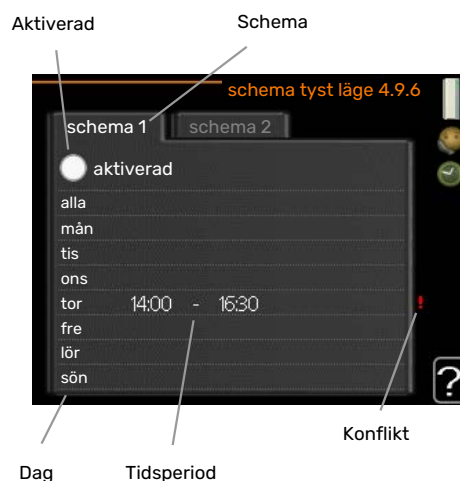 Aktiverad Schema
schema tyst läge 4.9.6
schema 1 schema 2
aktiverad
alla
mån
tis
ons
tor 14:00 - 16:30 !
fre
lör
sön
?
Konflikt
Dag Tidsperiod